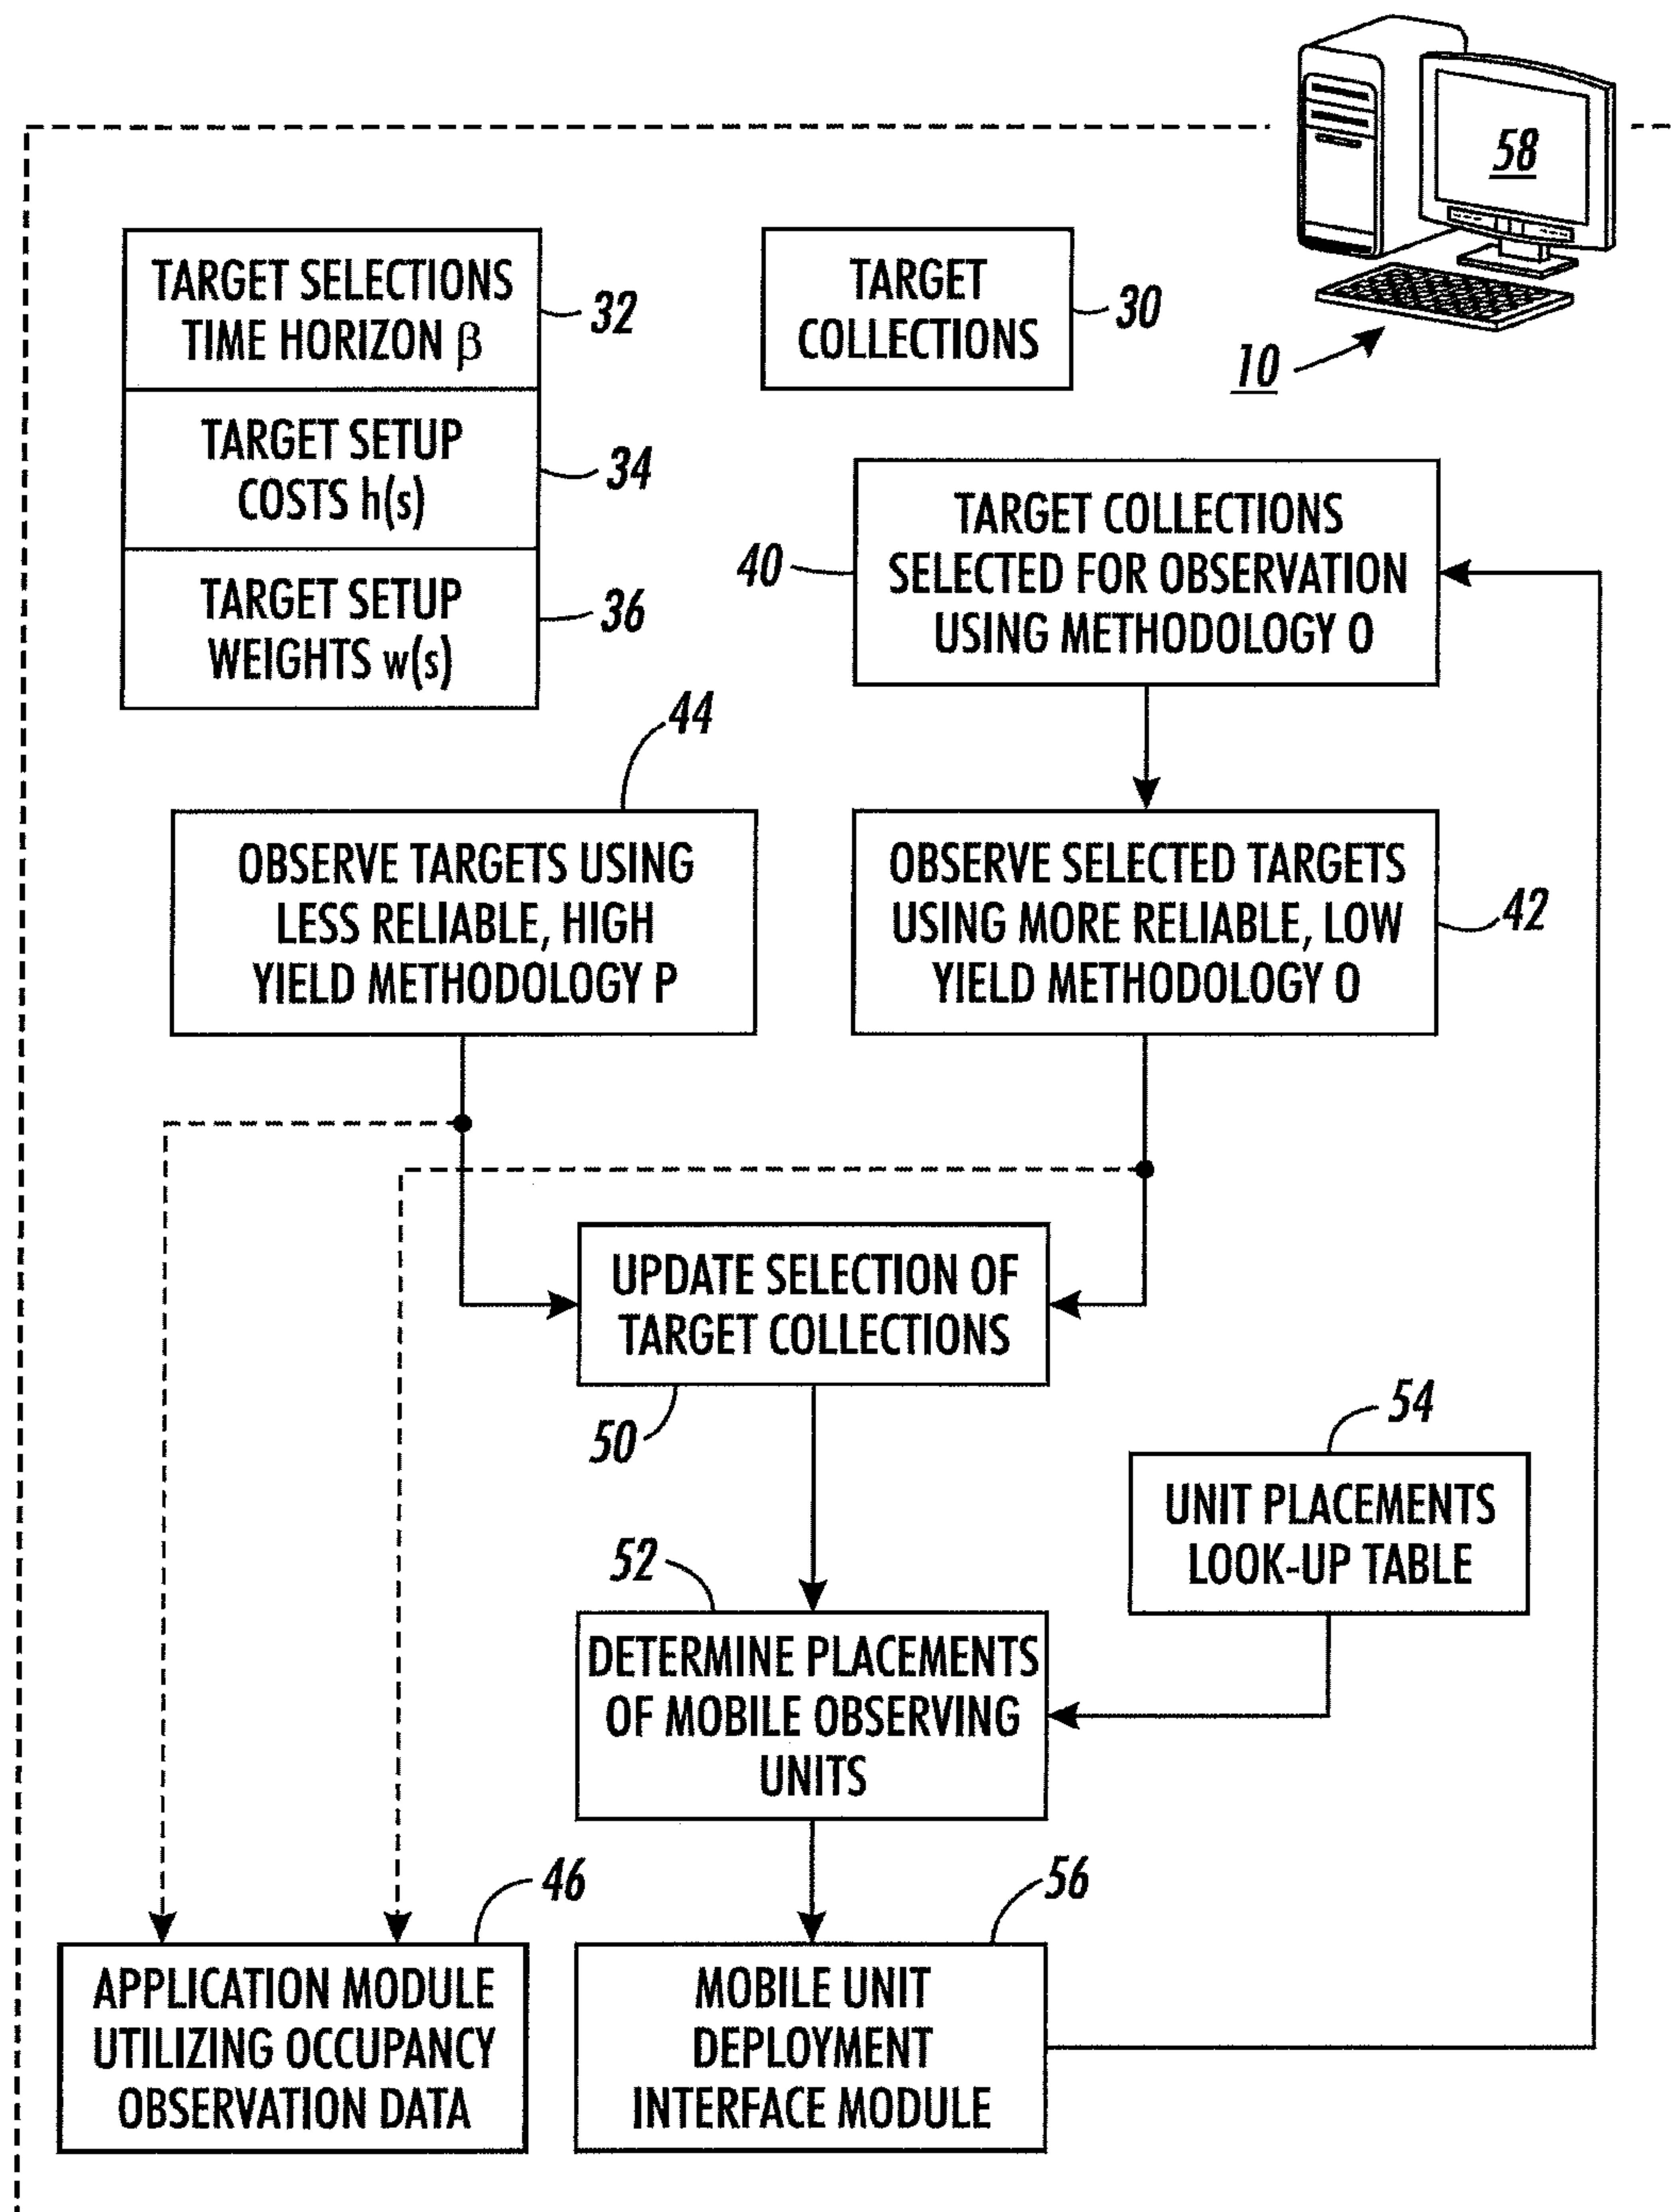 58
TARGET SELECTIONS
TIME HORIZON β
32
TARGET
COLLECTIONS
30
10
TARGET SETUP
COSTS h(s)
34
TARGET SETUP
WEIGHTS w(s)
36
40
TARGET COLLECTIONS
SELECTED FOR OBSERVATION
USING METHODOLOGY O
44
OBSERVE TARGETS USING
LESS RELIABLE, HIGH
YIELD METHODOLOGY P
OBSERVE SELECTED TARGETS
USING MORE RELIABLE, LOW
YIELD METHODOLOGY O
42
UPDATE SELECTION OF
TARGET COLLECTIONS
50
54
UNIT PLACEMENTS
LOOK-UP TABLE
52
DETERMINE PLACEMENTS
OF MOBILE OBSERVING
UNITS
46
APPLICATION MODULE
UTILIZING OCCUPANCY
OBSERVATION DATA
56
MOBILE UNIT
DEPLOYMENT
INTERFACE MODULE